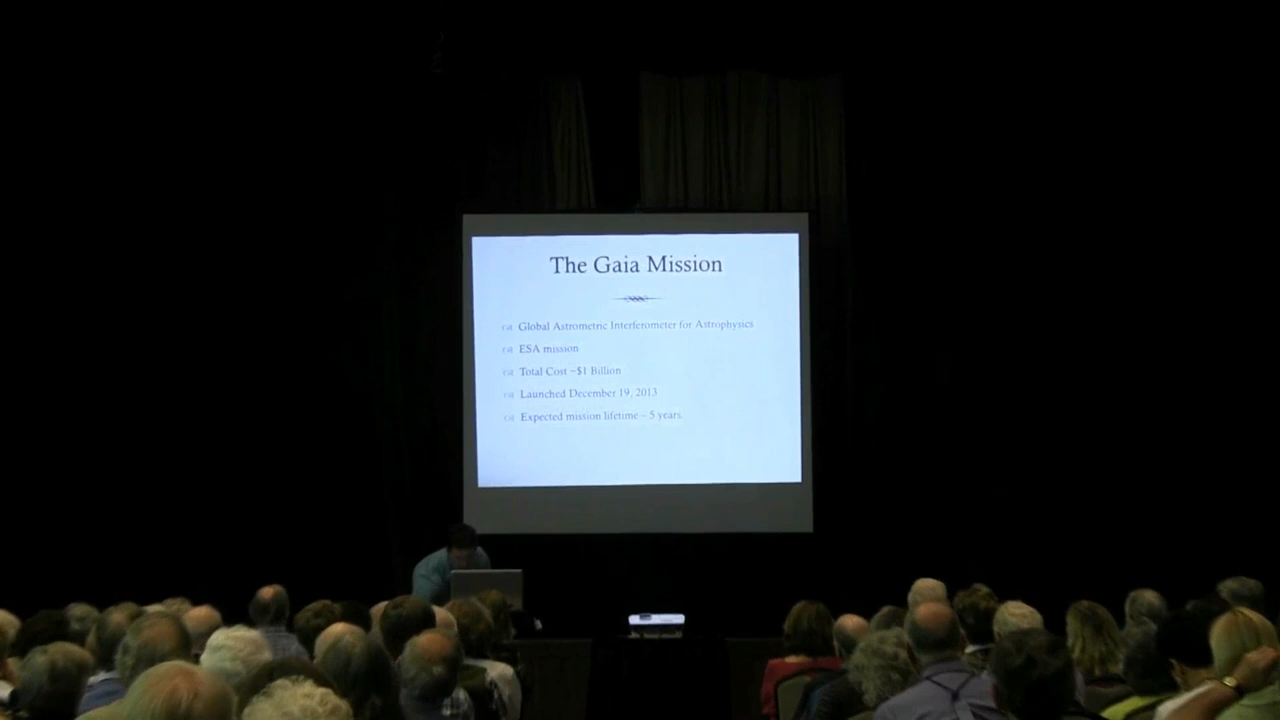 The Gaia Mission
Global Astrometric Interferometer for Astrophysics
ESA mission
Total Cost ~$1 Billion
Launched December 19, 2013
Expected mission lifetime ~ 5 years